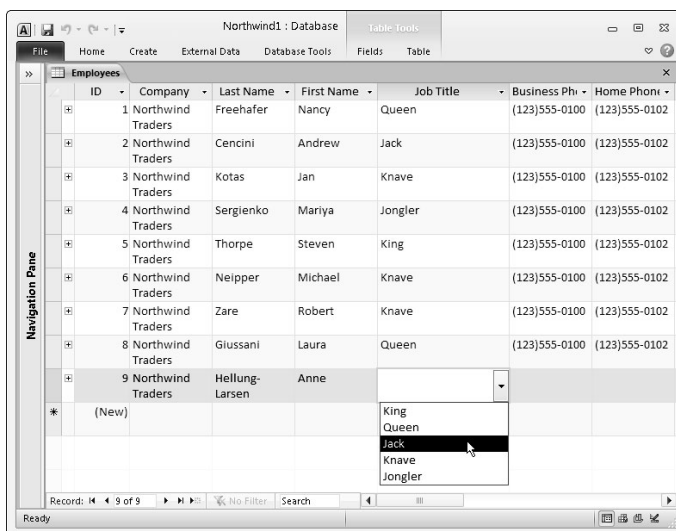 A Northwind1 : Database Table Tools
File Home Create External Data Database Tools Fields Table
» Employees ×
ID Company Last Name First Name Job Title Business Ph Home Phone
1 Northwind Traders Freehafer Nancy Queen (123)555-0100 (123)555-0102
2 Northwind Traders Cencini Andrew Jack (123)555-0100 (123)555-0102
3 Northwind Traders Kotas Jan Knave (123)555-0100 (123)555-0102
4 Northwind Traders Sergienko Mariya Jongler (123)555-0100 (123)555-0102
5 Northwind Traders Thorpe Steven King (123)555-0100 (123)555-0102
6 Northwind Traders Neipper Michael Knave (123)555-0100 (123)555-0102
7 Northwind Traders Zare Robert Knave (123)555-0100 (123)555-0102
8 Northwind Traders Giussani Laura Queen (123)555-0100 (123)555-0102
9 Northwind Traders Hellung-Larsen Anne
(New)
King
Queen
Jack
Knave
Jongler
Navigation Pane
Record: 9 of 9 No Filter Search
Ready